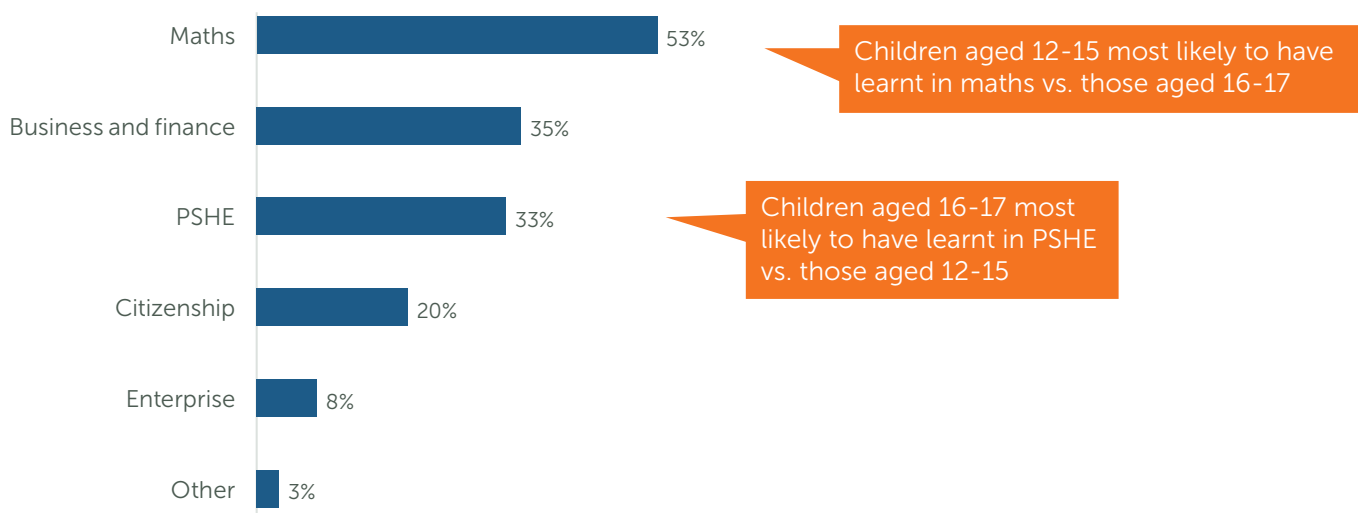 Maths
53%
Children aged 12-15 most likely to have
learnt in maths vs. those aged 16-17
Business and finance
35%
PSHE
33%
Children aged 16-17 most
likely to have learnt in PSHE
vs. those aged 12-15
Citizenship
20%
Enterprise
8%
Other
3%